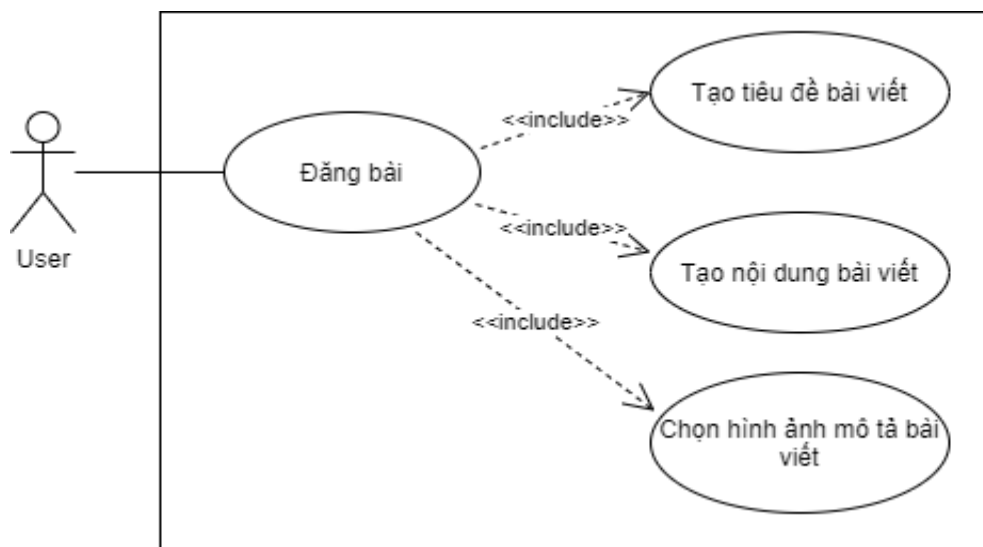 Tạo tiêu đề bài viết
<<include>>
Đăng bài
User
<<include>>
Tạo nội dung bài viết
<<include>>
Chọn hình ảnh mô tả bài
viết